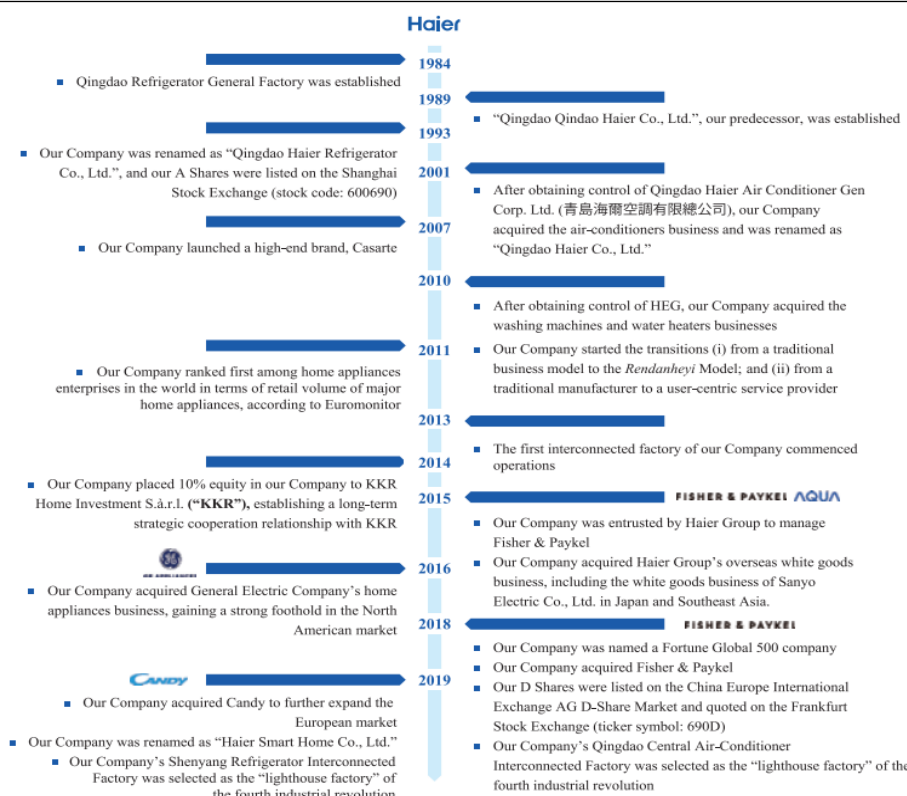 Haier
1984
Qingdao Refrigerator General Factory was established
1989
“Qingdao Qindao Haier Co., Ltd.”, our predecessor, was established
1993
Our Company was renamed as “Qingdao Haier Refrigerator
Co., Ltd.”, and our A Shares were listed on the Shanghai
Stock Exchange (stock code: 600690)
2001
After obtaining control of Qingdao Haier Air Conditioner Gen
Corp. Ltd. (青島海爾空調有限總公司), our Company
acquired the air-conditioners business and was renamed as
“Qingdao Haier Co., Ltd.”
2007
Our Company launched a high-end brand, Casarte
2010
After obtaining control of HEG, our Company acquired the
washing machines and water heaters businesses
Our Company started the transitions (i) from a traditional
business model to the Rendanheyi Model; and (ii) from a
traditional manufacturer to a user-centric service provider
2011
Our Company ranked first among home appliances
enterprises in the world in terms of retail volume of major
home appliances, according to Euromonitor
2013
The first interconnected factory of our Company commenced
operations
2014
Our Company placed 10% equity in our Company to KKR
Home Investment S.à.r.l. (“KKR”), establishing a long-term
strategic cooperation relationship with KKR
2015
FISHER & PAYKEL AQUA
Our Company was entrusted by Haier Group to manage
Fisher & Paykel
Our Company acquired Haier Group’s overseas white goods
business, including the white goods business of Sanyo
Electric Co., Ltd. in Japan and Southeast Asia.
2016
Our Company acquired General Electric Company’s home
appliances business, gaining a strong foothold in the North
American market
2018
FISHER & PAYKEL
Our Company was named a Fortune Global 500 company
Our Company acquired Fisher & Paykel
Our D Shares were listed on the China Europe International
Exchange AG D-Share Market and quoted on the Frankfurt
Stock Exchange (ticker symbol: 690D)
Our Company’s Qingdao Central Air-Conditioner
Interconnected Factory was selected as the “lighthouse factory” of the
fourth industrial revolution
CANDY
2019
Our Company acquired Candy to further expand the
European market
Our Company was renamed as “Haier Smart Home Co., Ltd.”
Our Company’s Shenyang Refrigerator Interconnected
Factory was selected as the “lighthouse factory” of
the fourth industrial revolution